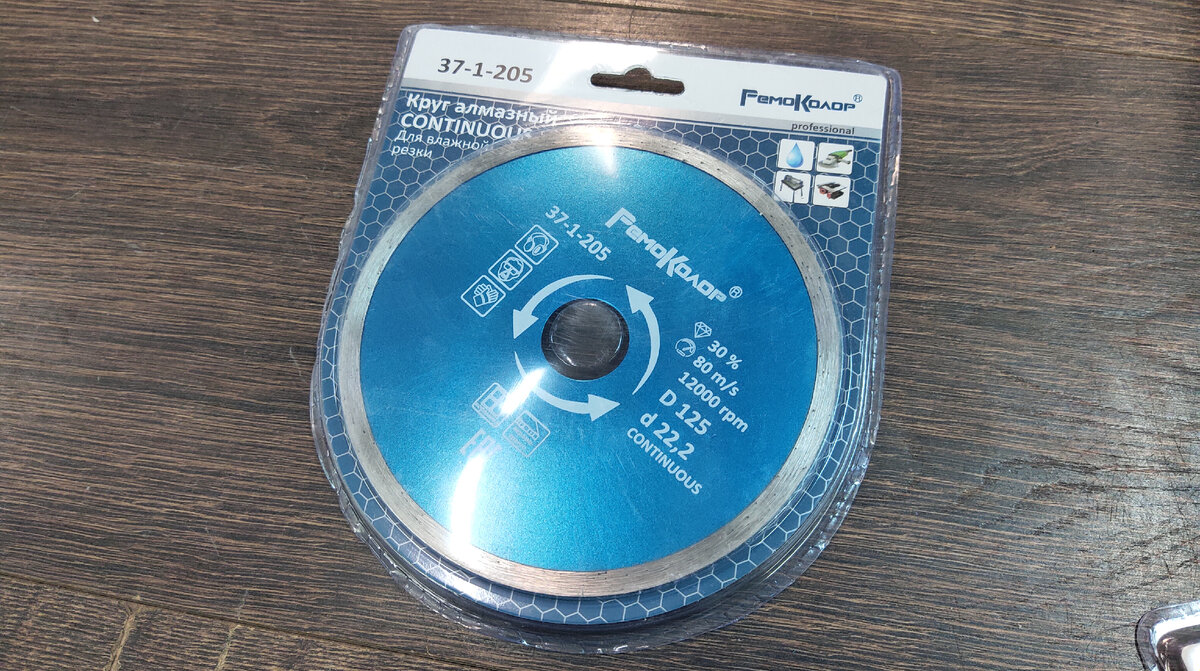 37-1-205
РемоКолор®
professional
Круг алмазный
CONTINUOUS
Для влажной
резки
37-1-205
РемоКолор®
30 %
80 m/s
12000 rpm
D 125
d 22,2
CONTINUOUS
EAC